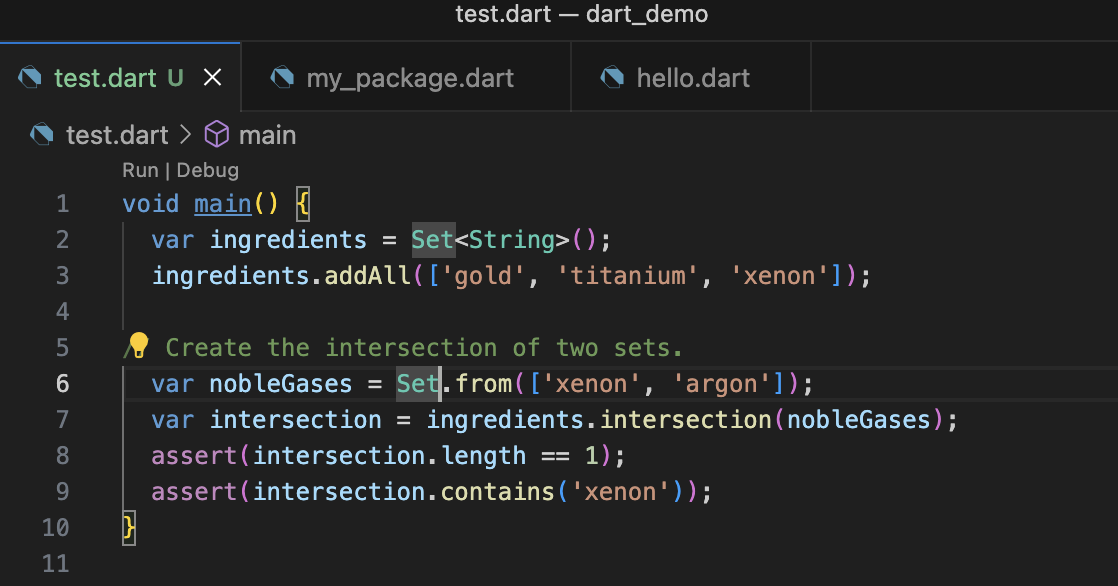 test.dart — dart_demo
test.dart U my_package.dart hello.dart
test.dart > main
Run | Debug
1 void main() {
2 var ingredients = Set<String>();
3 ingredients.addAll(['gold', 'titanium', 'xenon']);
4
5 / Create the intersection of two sets.
6 var nobleGases = Set.from(['xenon', 'argon']);
7 var intersection = ingredients.intersection(nobleGases);
8 assert(intersection.length == 1);
9 assert(intersection.contains('xenon'));
10 }
11